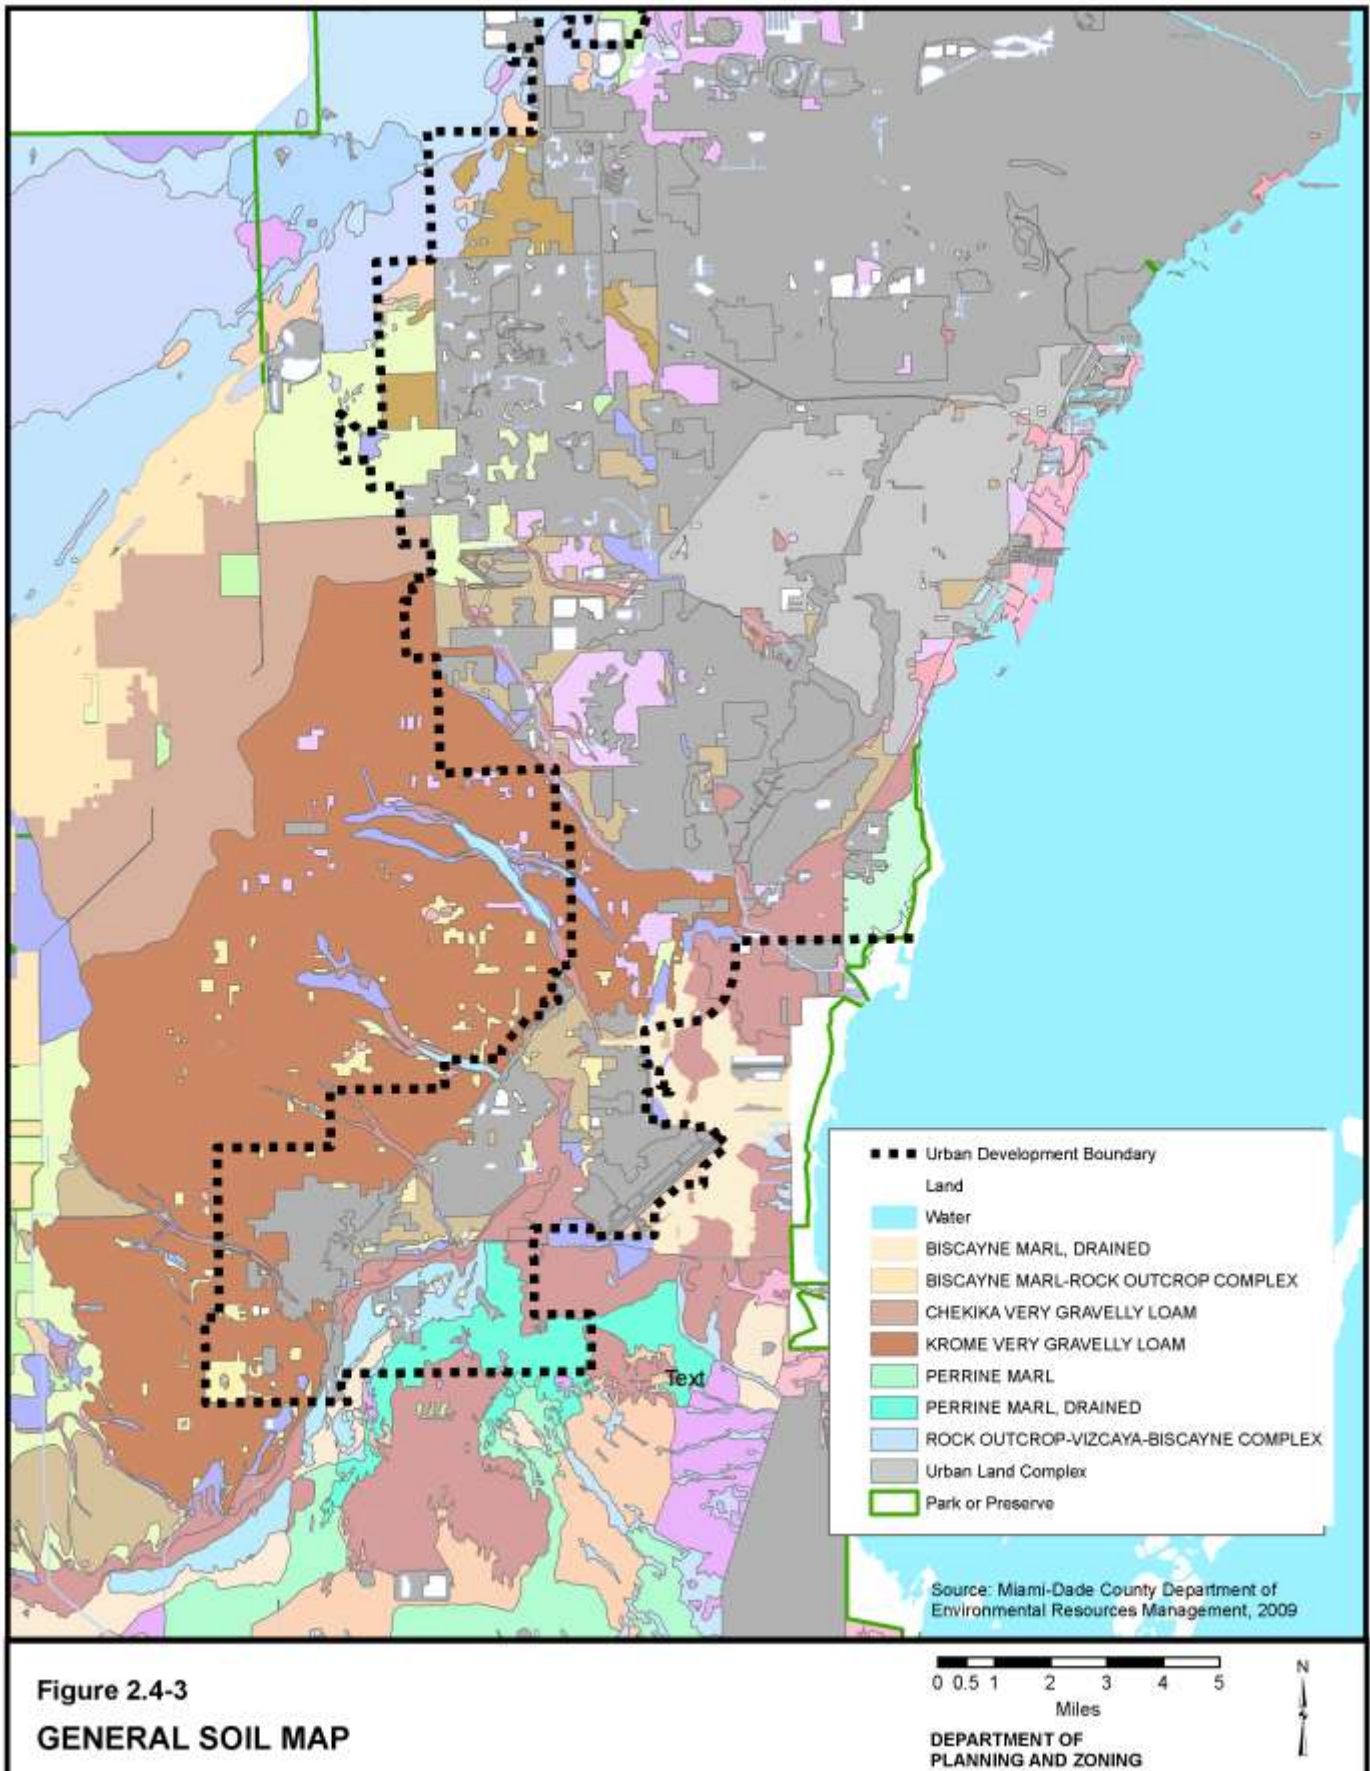 Text
Urban Development Boundary
Land
Water
BISCAYNE MARL, DRAINED
BISCAYNE MARL-ROCK OUTCROP COMPLEX
CHEKIKA VERY GRAVELLY LOAM
KROME VERY GRAVELLY LOAM
PERRINE MARL
PERRINE MARL, DRAINED
ROCK OUTCROP-VIZCAYA-BISCAYNE COMPLEX
Urban Land Complex
Park or Preserve
Source: Miami-Dade County Department of
Environmental Resources Management, 2009
Figure 2.4-3
GENERAL SOIL MAP
0 0.5 1 2 3 4 5
Miles
N
DEPARTMENT OF
PLANNING AND ZONING